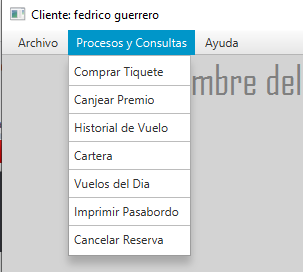 Cliente: fedrico guerrero
Archivo Procesos y Consultas Ayuda
Comprar Tiquete
mbre del
Canjear Premio
Historial de Vuelo
Cartera
Vuelos del Dia
Imprimir Pasabordo
Cancelar Reserva